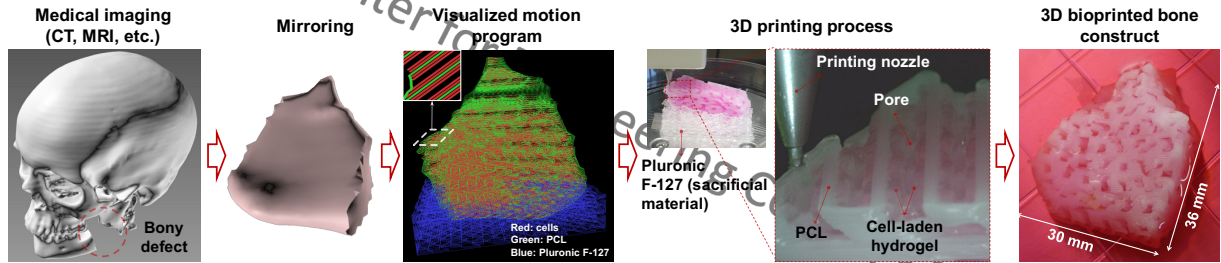 Medical imaging
(CT, MRI, etc.)
Bony
defect
Mirroring
Visualized motion
program
Red: cells
Green: PCL
Blue: Pluronic F-127
3D printing process
Pluronic
F-127 (sacrificial
material)
Printing nozzle
Pore
PCL
Cell-laden
hydrogel
3D bioprinted bone
construct
30 mm
36 mm